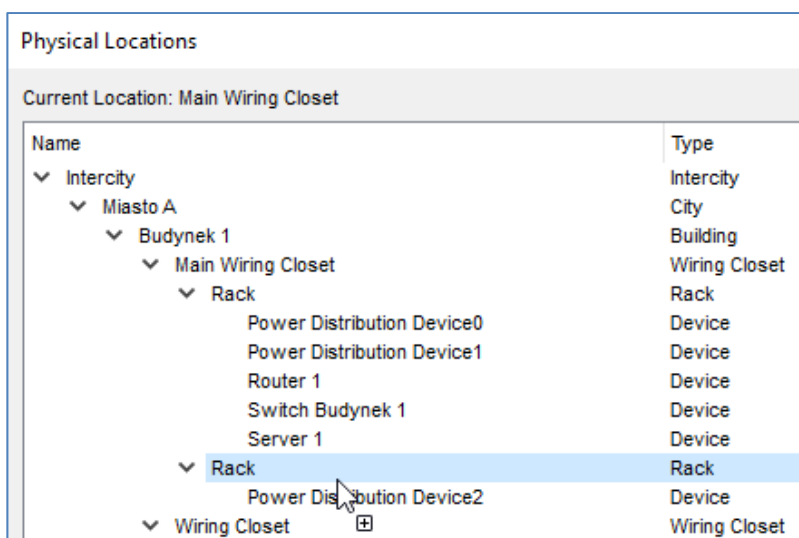 Physical Locations
Current Location: Main Wiring Closet
Name Type
Intercity Intercity
Miasto A City
Budynek 1 Building
Main Wiring Closet Wiring Closet
Rack Rack
Power Distribution Device0 Device
Power Distribution Device1 Device
Router 1 Device
Switch Budynek 1 Device
Server 1 Device
Rack Rack
Power Distribution Device2 Device
Wiring Closet Wiring Closet